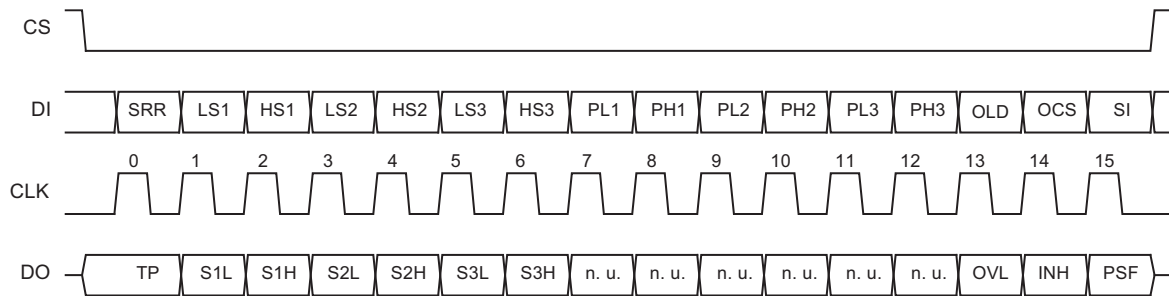 CS
DI SRR LS1 HS1 LS2 HS2 LS3 HS3 PL1 PH1 PL2 PH2 PL3 PH3 OLD OCS SI
0 1 2 3 4 5 6 7 8 9 10 11 12 13 14 15
CLK
DO TP S1L S1H S2L S2H S3L S3H n. u. n. u. n. u. n. u. n. u. n. u. OVL INH PSF